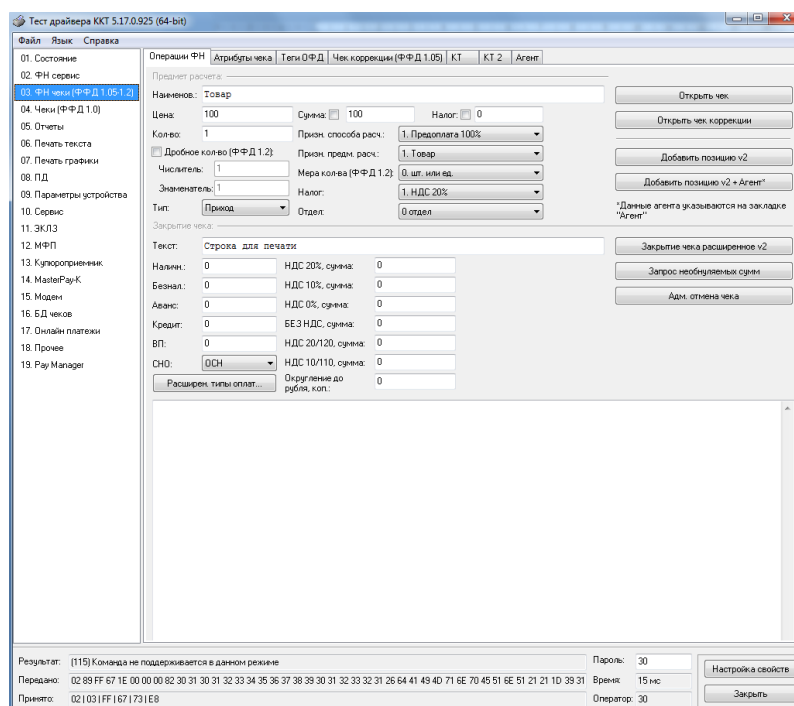 Тест драйвера ККТ 5.17.0.925 (64-bit)
Файл Язык Справка
01. Состояние
02. ФН сервис
03. ФН чеки (ФФД 1.05-1.2)
04. Чеки (ФФД 1.0)
05. Отчеты
06. Печать текста
07. Печать графики
08. ПД
09. Параметры устройства
10. Сервис
11. ЭКЛЗ
12. МФП
13. Купюроприемник
14. MasterPay-K
15. Модем
16. БД чеков
17. Онлайн платежи
18. Прочее
19. Pay Manager
Операции ФН Атрибуты чека Теги ОФД Чек коррекции (ФФД 1.05) КТ КТ 2 Агент
Предмет расчета:
Наименов.: Товар
Цена: 100 Сумма: 100 Налог: 0
Кол-во: 1 Призн. способа расч.: 1. Предоплата 100%
Дробное кол-во (ФФД 1.2): Призн. предм. расч.: 1. Товар
Числитель: 1 Мера кол-ва (ФФД 1.2): 0. шт. или ед.
Знаменатель: 1 Налог: 1. НДС 20%
Тип: Приход Отдел: 0 отдел
Открыть чек
Открыть чек коррекции
Добавить позицию v2
Добавить позицию v2 + Агент*
*Данные агента указываются на закладке
"Агент"
Закрытие чека:
Текст: Строка для печати
Наличн.: 0 НДС 20%, сумма: 0
Безнал.: 0 НДС 10%, сумма: 0
Аванс: 0 НДС 0%, сумма: 0
Кредит: 0 БЕЗ НДС, сумма: 0
ВП: 0 НДС 20/120, сумма: 0
СНО: ОСН НДС 10/110, сумма: 0
Расширен. типы оплат... Округление до
рубля, коп.: 0
Закрытие чека расширенное v2
Запрос необнуляемых сумм
Адм. отмена чека
Результат: (115) Команда не поддерживается в данном режиме
Передано: 02 89 FF 67 1E 00 00 00 82 30 31 30 31 32 33 34 35 36 37 38 39 30 31 32 33 32 31 26 64 41 49 4D 71 6E 70 45 51 6E 51 21 21 1D 39 31
Принято: 02|03|FF|67|73|E8
Пароль: 30
Время: 15 мс
Оператор: 30
Настройка свойств
Закрыть